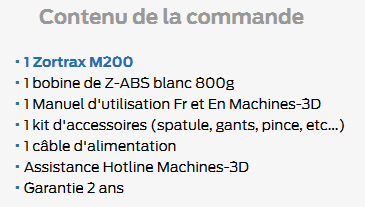 Contenu de la commande
· 1 Zortrax M200
· 1 bobine de Z-ABS blanc 800g
· 1 Manuel d'utilisation Fr et En Machines-3D
· 1 kit d'accessoires (spatule, gants, pince, etc...)
· 1 câble d'alimentation
· Assistance Hotline Machines-3D
· Garantie 2 ans